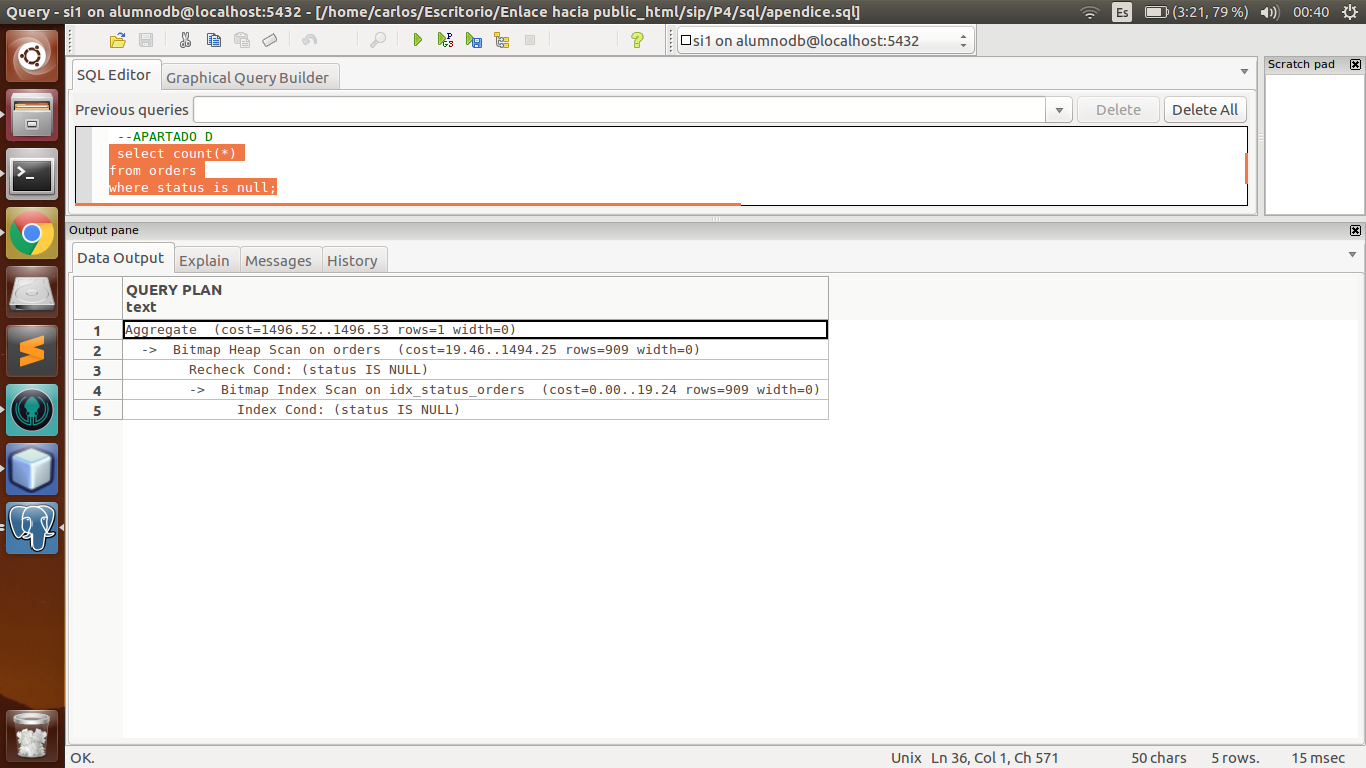 Query - si1 on alumnodb@localhost:5432 - [/home/carlos/Escritorio/Enlace hacia public_html/sip/P4/sql/apendice.sql]
Es
(3:21, 79 %)
00:40
si1 on alumnodb@localhost:5432
SQL Editor
Graphical Query Builder
Scratch pad
Previous queries
Delete
Delete All
--APARTADO D
select count(*)
from orders
where status is null;
Output pane
Data Output
Explain
Messages
History
QUERY PLAN
text
1 Aggregate (cost=1496.52..1496.53 rows=1 width=0)
2 -> Bitmap Heap Scan on orders (cost=19.46..1494.25 rows=909 width=0)
3 Recheck Cond: (status IS NULL)
4 -> Bitmap Index Scan on idx_status_orders (cost=0.00..19.24 rows=909 width=0)
5 Index Cond: (status IS NULL)
OK.
Unix
Ln 36, Col 1, Ch 571
50 chars
5 rows.
15 msec